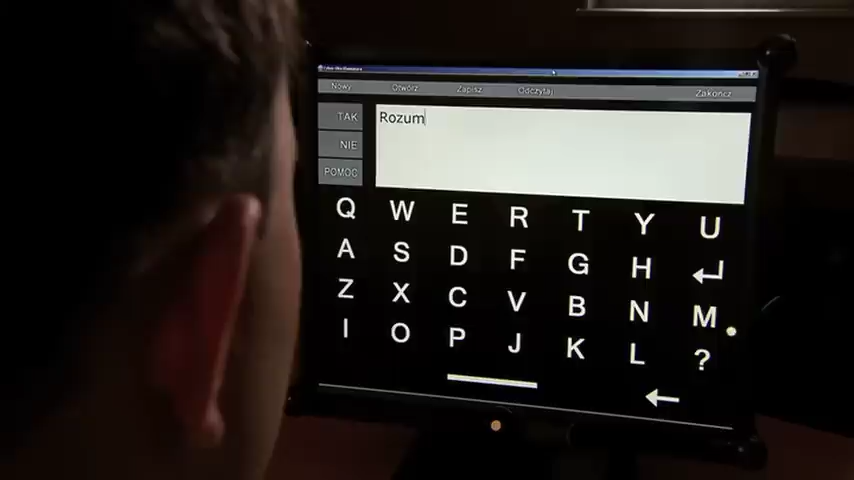 Nowy Otwórz Zapisz Odczytaj Zakończ
TAK
Rozum
NIE
POMOC
Q W E R T Y U
A S D F G H
Z X C V B N M
I O P J K L ?